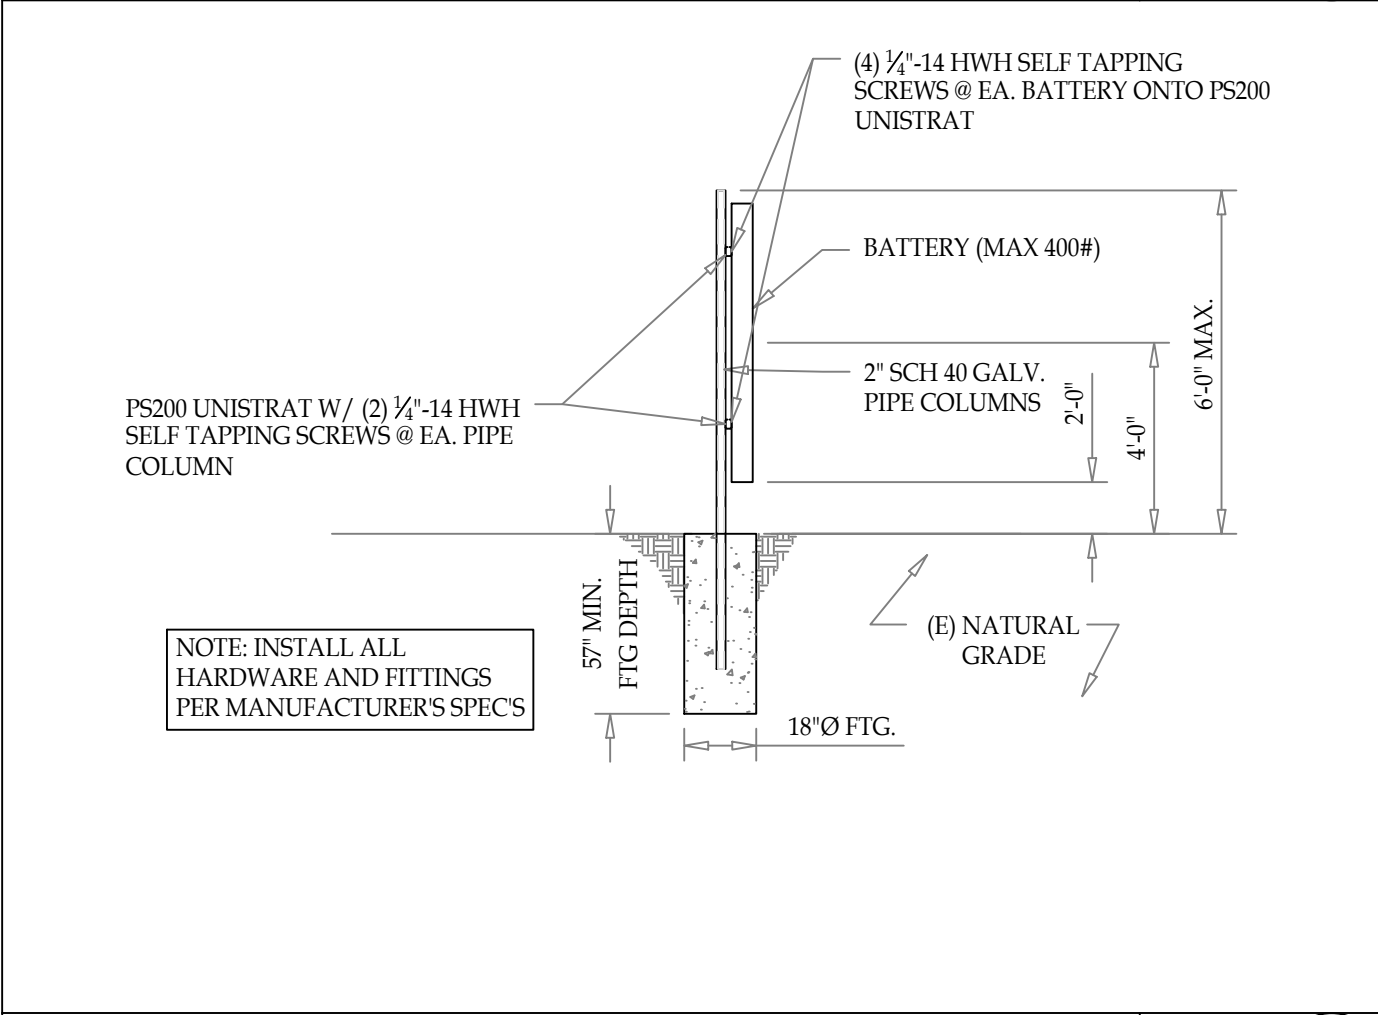 (4) ¼"-14 HWH SELF TAPPING
SCREWS @ EA. BATTERY ONTO PS200
UNISTRAT
BATTERY (MAX 400#)
2" SCH 40 GALV.
PIPE COLUMNS
2'-0"
4'-0"
6'-0" MAX.
PS200 UNISTRAT W/ (2) ¼"-14 HWH
SELF TAPPING SCREWS @ EA. PIPE
COLUMN
57" MIN.
FTG DEPTH
(E) NATURAL
GRADE
NOTE: INSTALL ALL
HARDWARE AND FITTINGS
PER MANUFACTURER'S SPEC'S
18"Ø FTG.